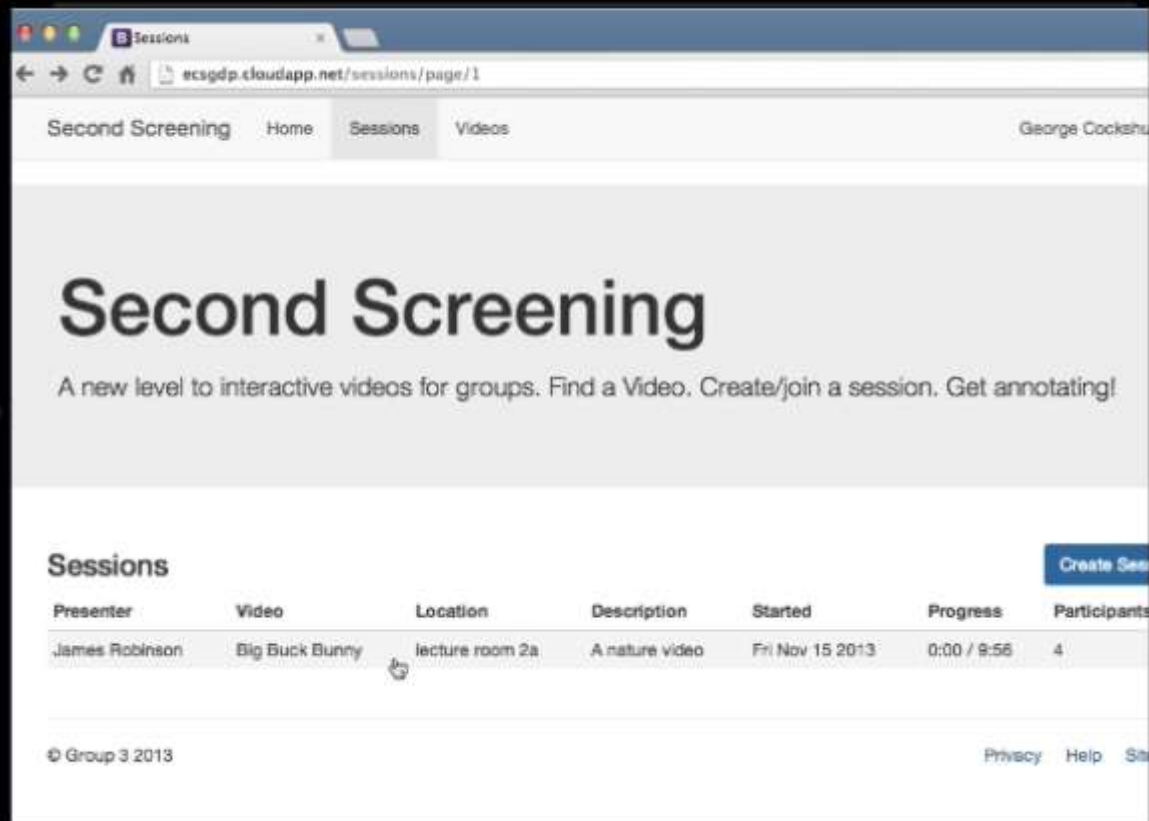 Sessions
ecsgdp.cloudapp.net/sessions/page/1
Second Screening Home Sessions Videos George
Second Screening
A new level to interactive videos for groups. Find a Video. Create/join a session. Get annotating!
Sessions
Create
Presenter Video Location Description Started Progress Participants
James Robinson Big Buck Bunny lecture room 2a A nature video Fri Nov 15 2013 0:00 / 9:56 4
© Group 3 2013 Privacy Help